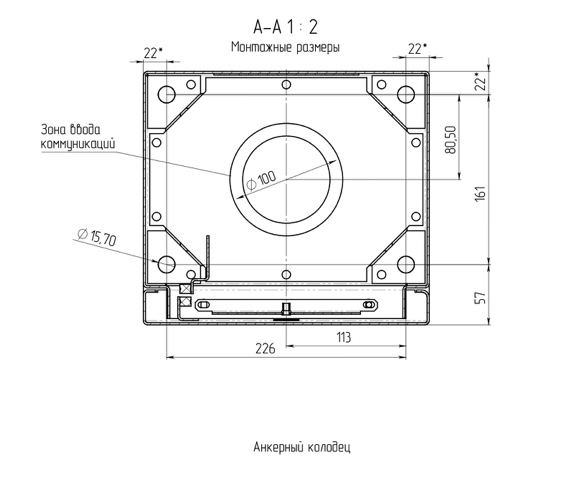 А-А 1 : 2
Монтажные размеры
22*
22*
22*
Зона ввода
коммуникаций
80,50
⌀100
161
⌀15,70
57
113
226
Анкерный колодец